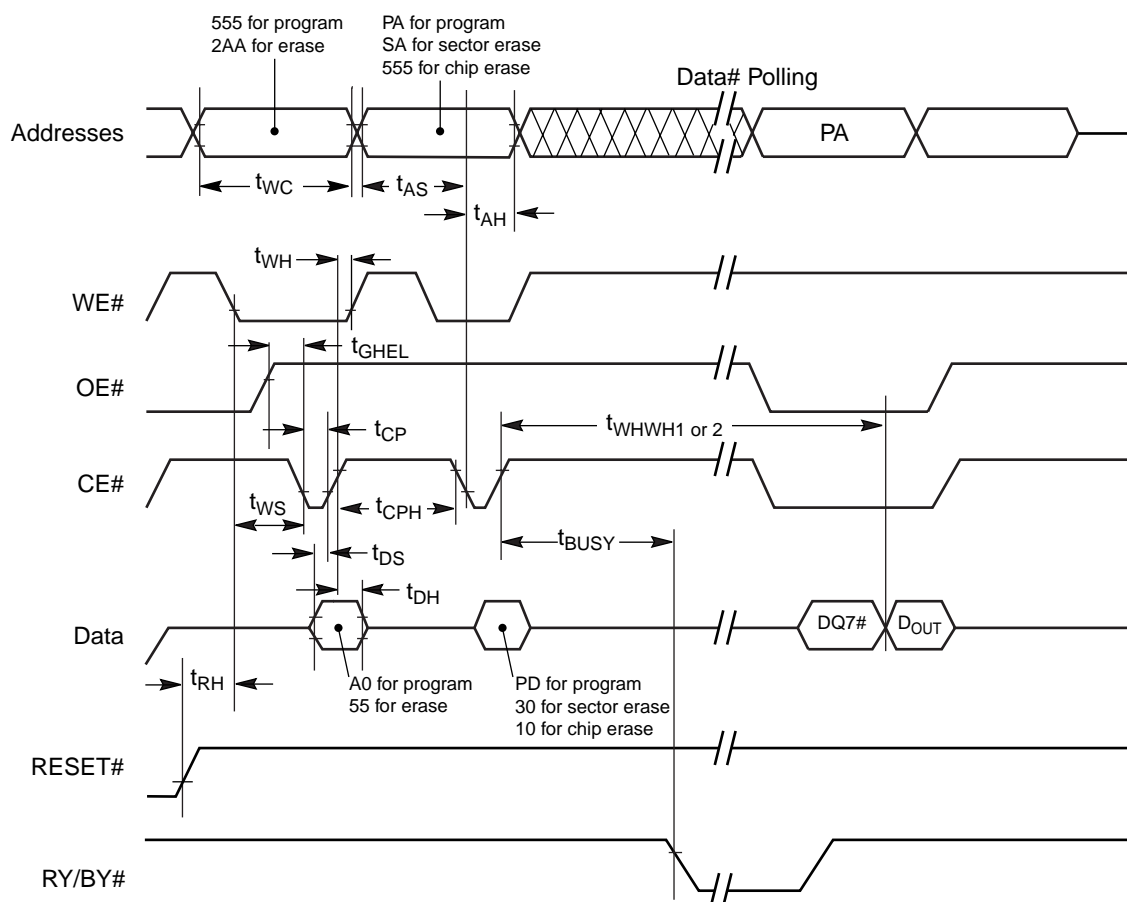 555 for program
2AA for erase
PA for program
SA for sector erase
555 for chip erase
Data# Polling
Addresses
PA
tWC
tAS
tAH
tWH
WE#
tGHEL
OE#
tWHWH1 or 2
tCP
CE#
tWS
tCPH
tBUSY
tDS
tDH
Data
DQ7#
DOUT
tRH
A0 for program
55 for erase
PD for program
30 for sector erase
10 for chip erase
RESET#
RY/BY#